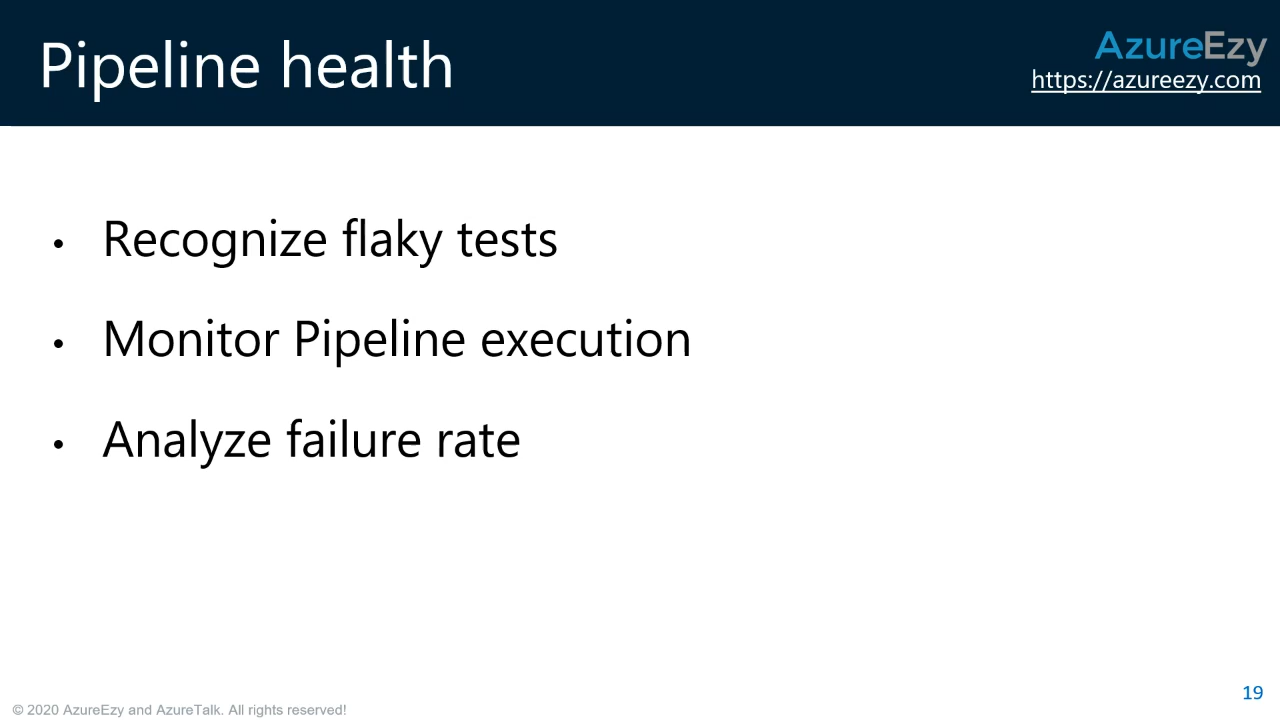 Pipeline health
AzureEzy
https://azureezy.com
• Recognize flaky tests
• Monitor Pipeline execution
• Analyze failure rate
© 2020 AzureEzy and AzureTalk. All rights reserved!
19